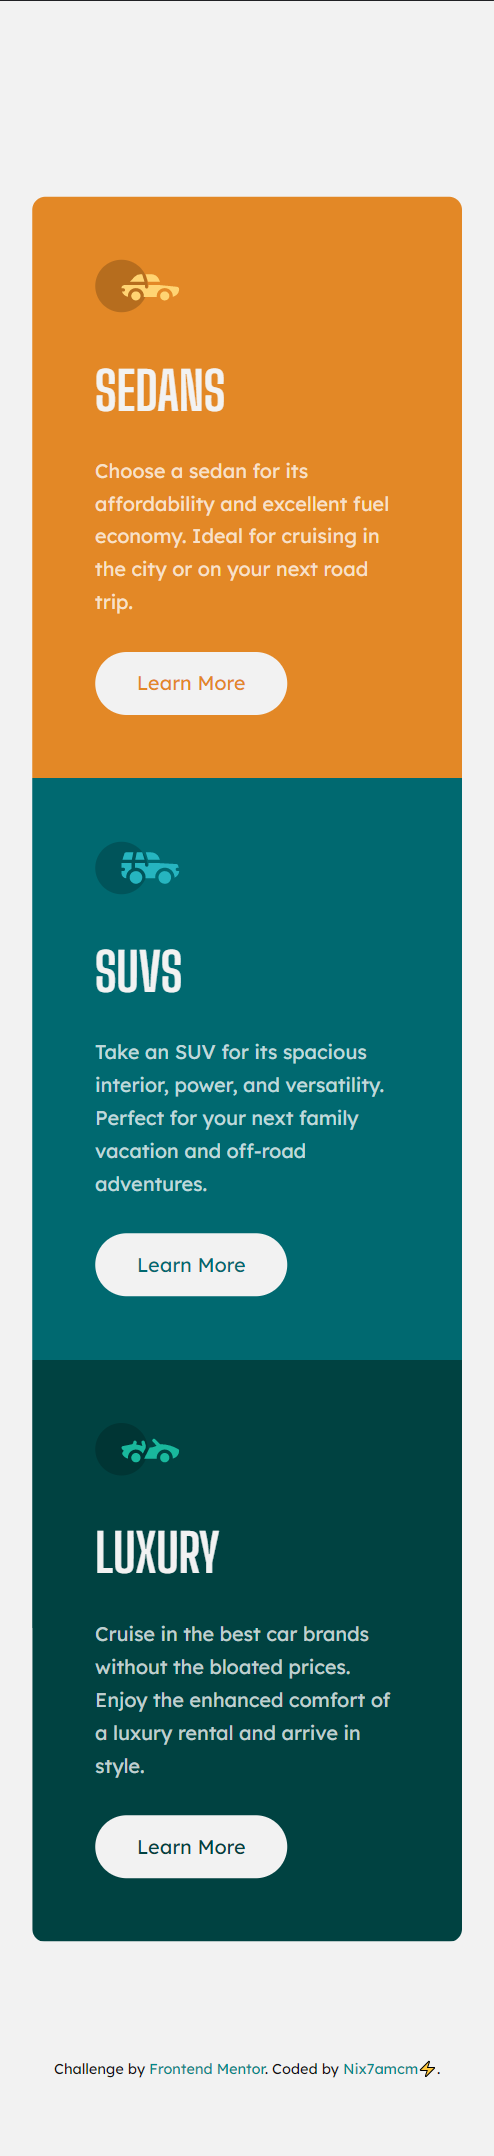 SEDANS
Choose a sedan for its
affordability and excellent fuel
economy. Ideal for cruising in
the city or on your next road
trip.
Learn More
SUVS
Take an SUV for its spacious
interior, power, and versatility.
Perfect for your next family
vacation and off-road
adventures.
Learn More
LUXURY
Cruise in the best car brands
without the bloated prices.
Enjoy the enhanced comfort of
a luxury rental and arrive in
style.
Learn More
Challenge by Frontend Mentor. Coded by Nix7amcm⚡.